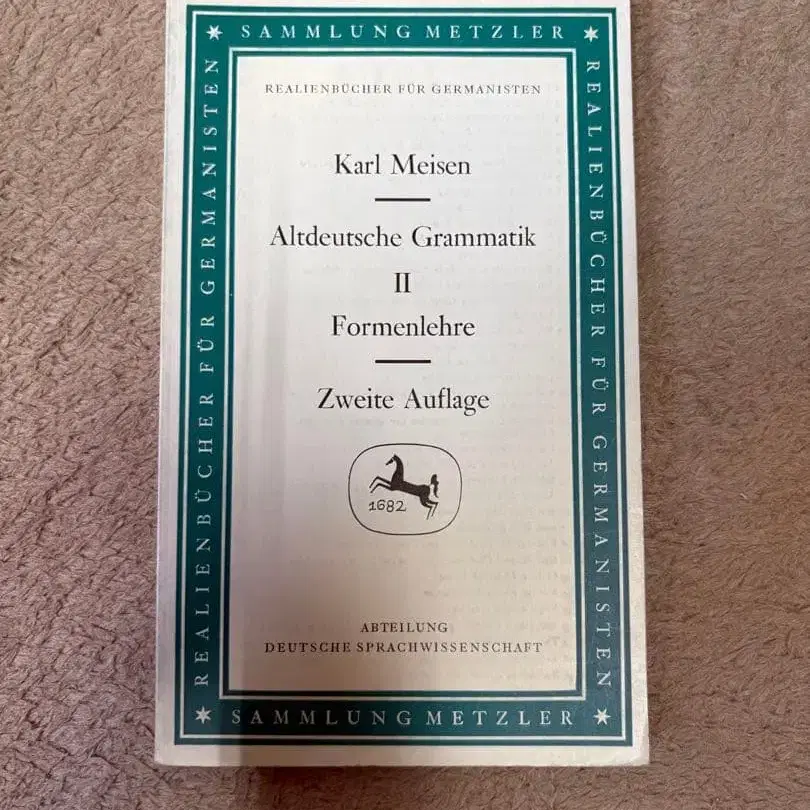 SAMMLUNG METZLER
REALIENBÜCHER FÜR GERMANISTEN
REALIENBÜCHER FÜR GERMANISTEN
REALIENBÜCHER FÜR GERMANISTEN
Karl Meisen
Altdeutsche Grammatik
II
Formenlehre
Zweite Auflage
1682
ABTEILUNG
DEUTSCHE SPRACHWISSENSCHAFT
SAMMLUNG METZLER